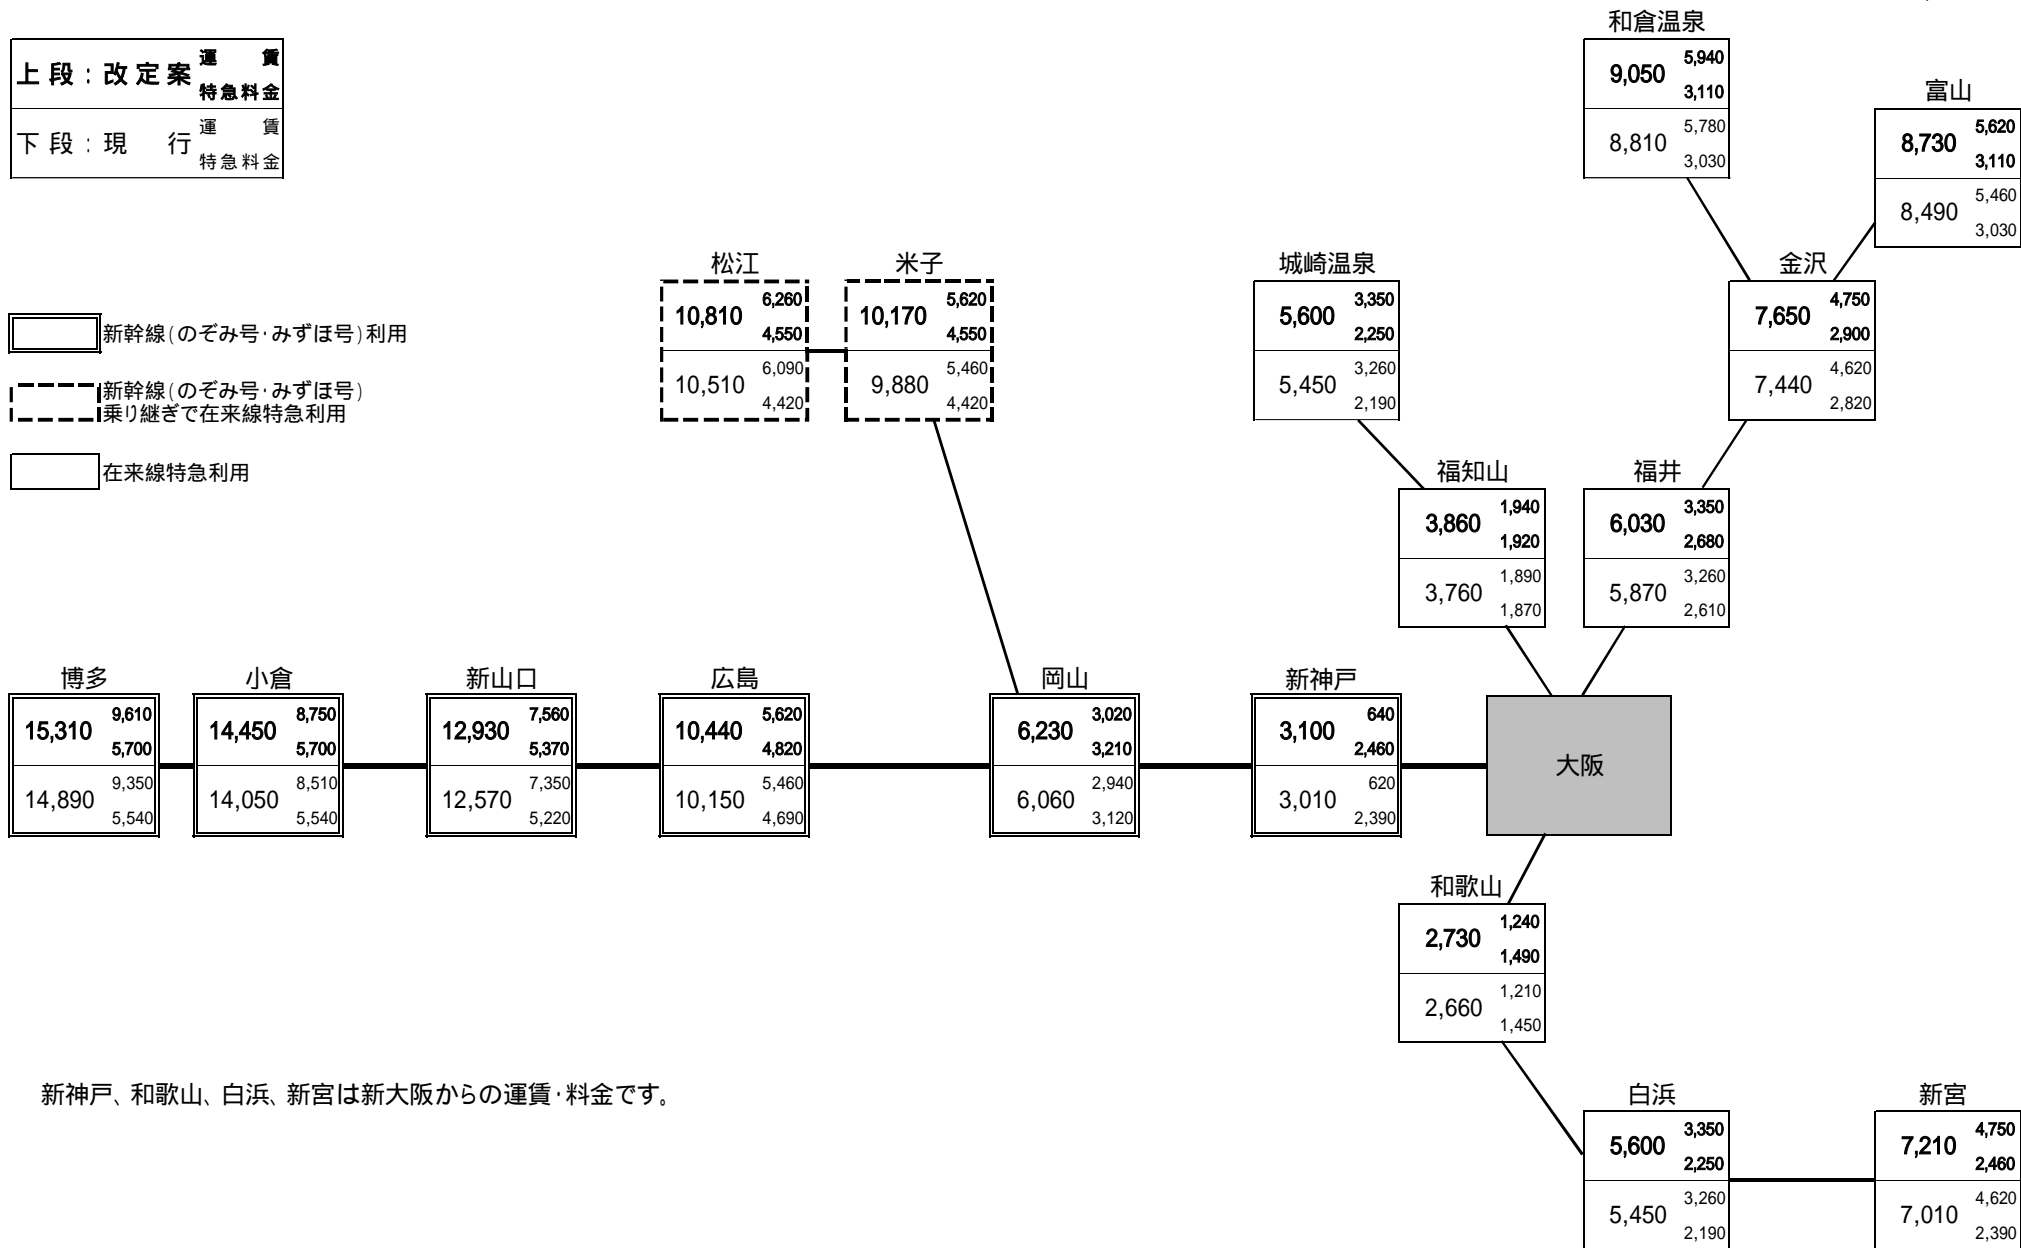 和倉温泉
9,050 5,940
3,110
8,810 5,780
3,030
上段:改定案 運賃
特急料金
下段:現行 運賃
特急料金
富山
8,730 5,620
3,110
8,490 5,460
3,030
松江
10,810 6,260
4,550
10,510 6,090
4,420
米子
10,170 5,620
4,550
9,880 5,460
4,420
城崎温泉
5,600 3,350
2,250
5,450 3,260
2,190
金沢
7,650 4,750
2,900
7,440 4,620
2,820
新幹線(のぞみ号・みずほ号)利用
新幹線(のぞみ号・みずほ号)
乗り継ぎで在来線特急利用
在来線特急利用
福知山
3,860 1,940
1,920
3,760 1,890
1,870
福井
6,030 3,350
2,680
5,870 3,260
2,610
博多
15,310 9,610
5,700
14,890 9,350
5,540
小倉
14,450 8,750
5,700
14,050 8,510
5,540
新山口
12,930 7,560
5,370
12,570 7,350
5,220
広島
10,440 5,620
4,820
10,150 5,460
4,690
岡山
6,230 3,020
3,210
6,060 2,940
3,120
新神戸
3,100 640
2,460
3,010 620
2,390
大阪
和歌山
2,730 1,240
1,490
2,660 1,210
1,450
新神戸、和歌山、白浜、新宮は新大阪からの運賃・料金です。
白浜
5,600 3,350
2,250
5,450 3,260
2,190
新宮
7,210 4,750
2,460
7,010 4,620
2,390